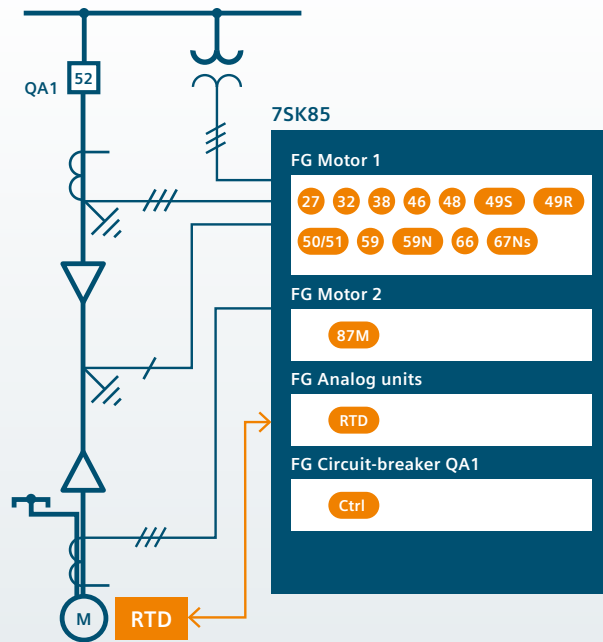 52
QA1
7SK85
FG Motor 1
27 32 38 46 48 49S 49R
50/51 59 59N 66 67Ns
FG Motor 2
87M
FG Analog units
RTD
FG Circuit-breaker QA1
Ctrl
M
RTD